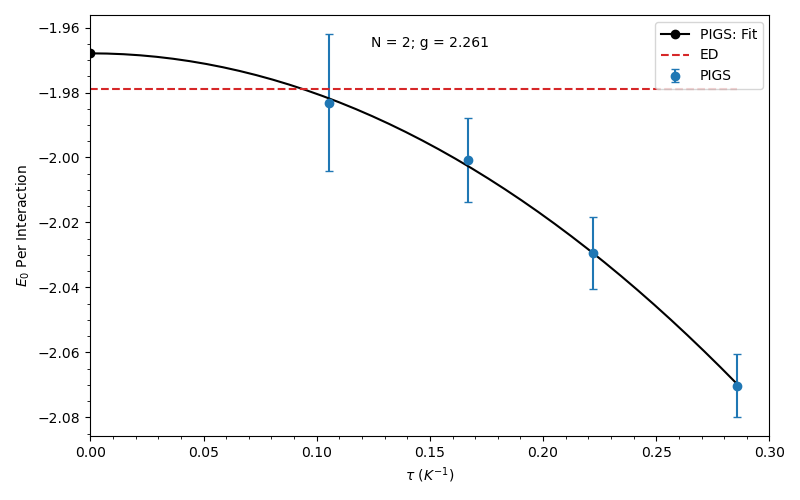 N = 2; g = 2.261
PIGS: Fit
ED
PIGS
E₀ Per Interaction
−1.96
−1.98
−2.00
−2.02
−2.04
−2.06
−2.08
0.00 0.05 0.10 0.15 0.20 0.25 0.30
τ (K⁻¹)